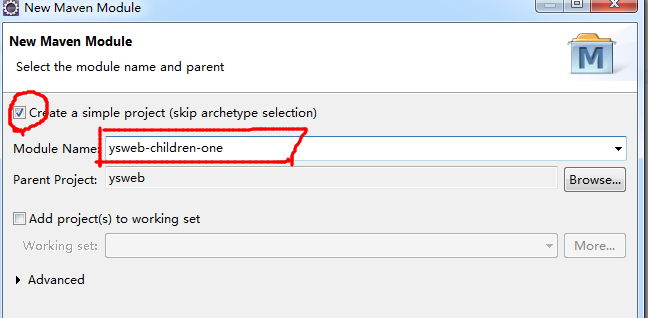 New Maven Module
New Maven Module
Select the module name and parent
M
Create a simple project (skip archetype selection)
Module Name: ysweb-children-one
Parent Project: ysweb Browse...
Add project(s) to working set
Working set: More...
Advanced